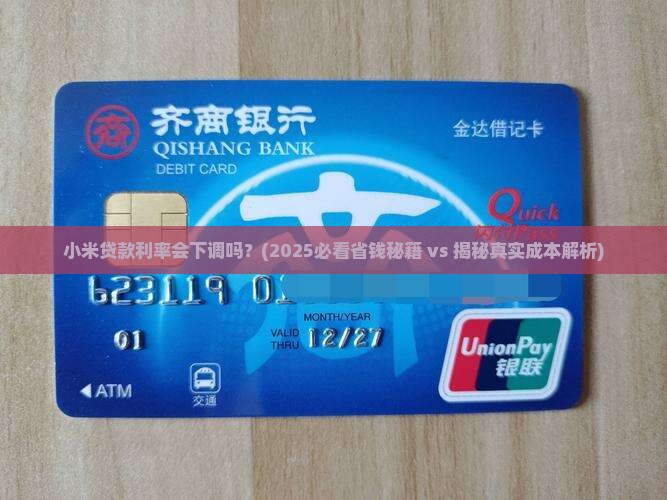 齐商银行
QISHANG BANK
DEBIT CARD
金达借记卡
Quick
小米贷款利率会下调吗？(2025必看省钱秘籍 vs 揭秘真实成本解析)
623119 01
MONTH/YEAR
01
VALID THRU 12/27
UnionPay
银联
ATM
交通